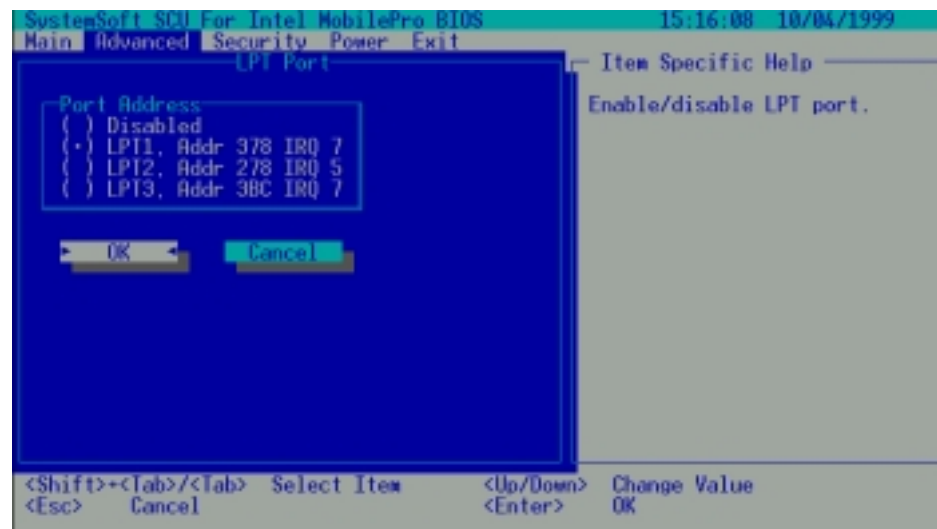 SystemSoft SCU For Intel MobilePro BIOS 15:16:08 10/04/1999
Main Advanced Security Power Exit
LPT Port
Item Specific Help
Port Address
Enable/disable LPT port.
( ) Disabled
(•) LPT1, Addr 378 IRQ 7
( ) LPT2, Addr 278 IRQ 5
( ) LPT3, Addr 3BC IRQ 7
OK Cancel
<Shift>+<Tab>/<Tab> Select Item <Up/Down> Change Value
<Esc> Cancel <Enter> OK